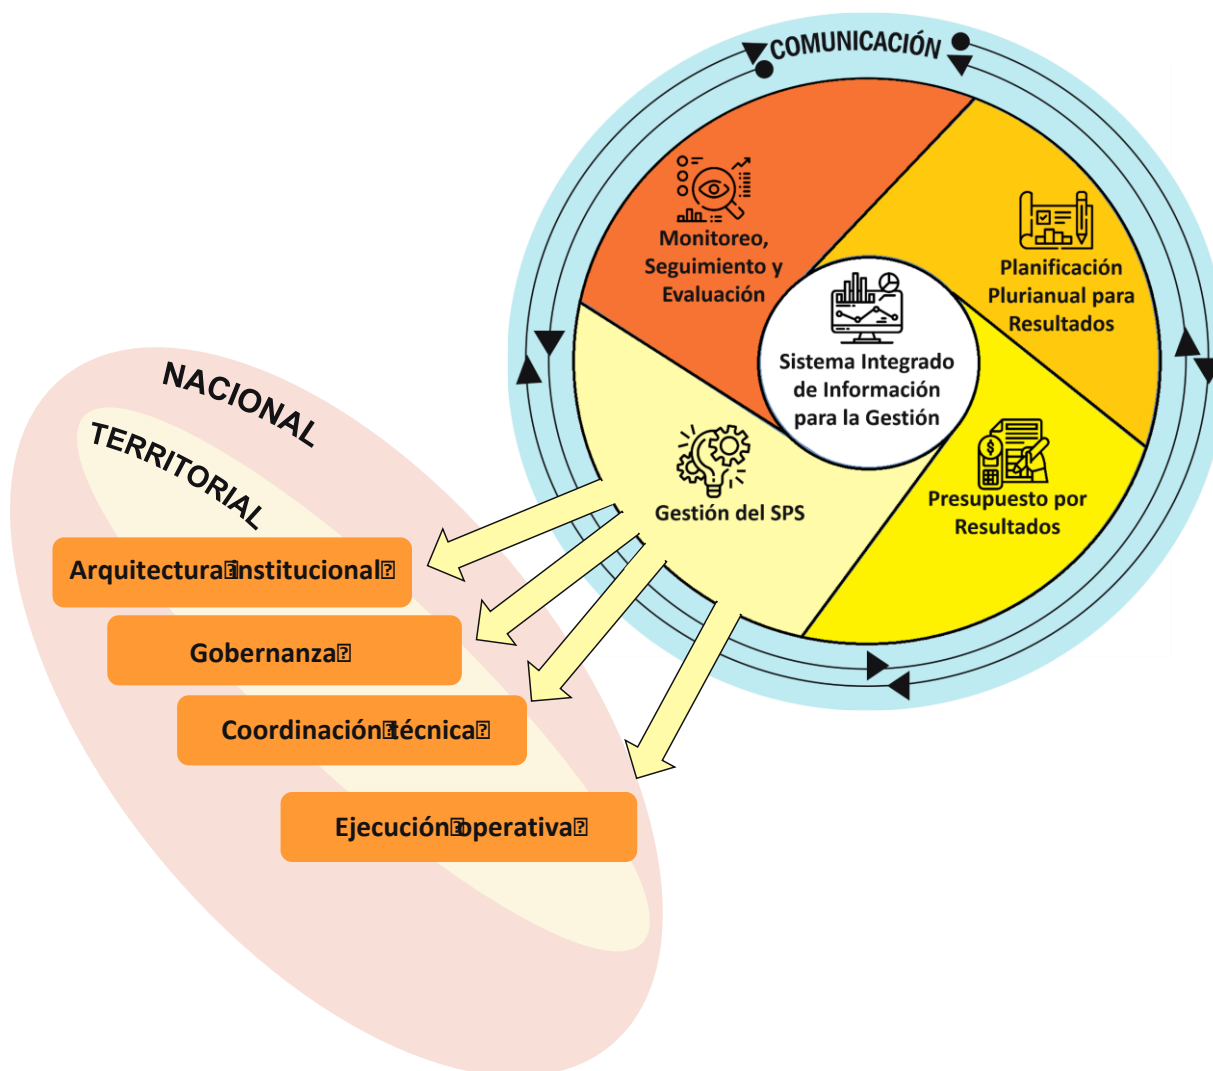 COMUNICACIÓN
Monitoreo,
Seguimiento y
Evaluación
Planificación
Plurianual para
Resultados
Sistema Integrado
de Información
para la Gestión
Gestión del SPS
Presupuesto por
Resultados
NACIONAL
TERRITORIAL
Arquitectura institucional
Gobernanza
Coordinación técnica
Ejecución operativa